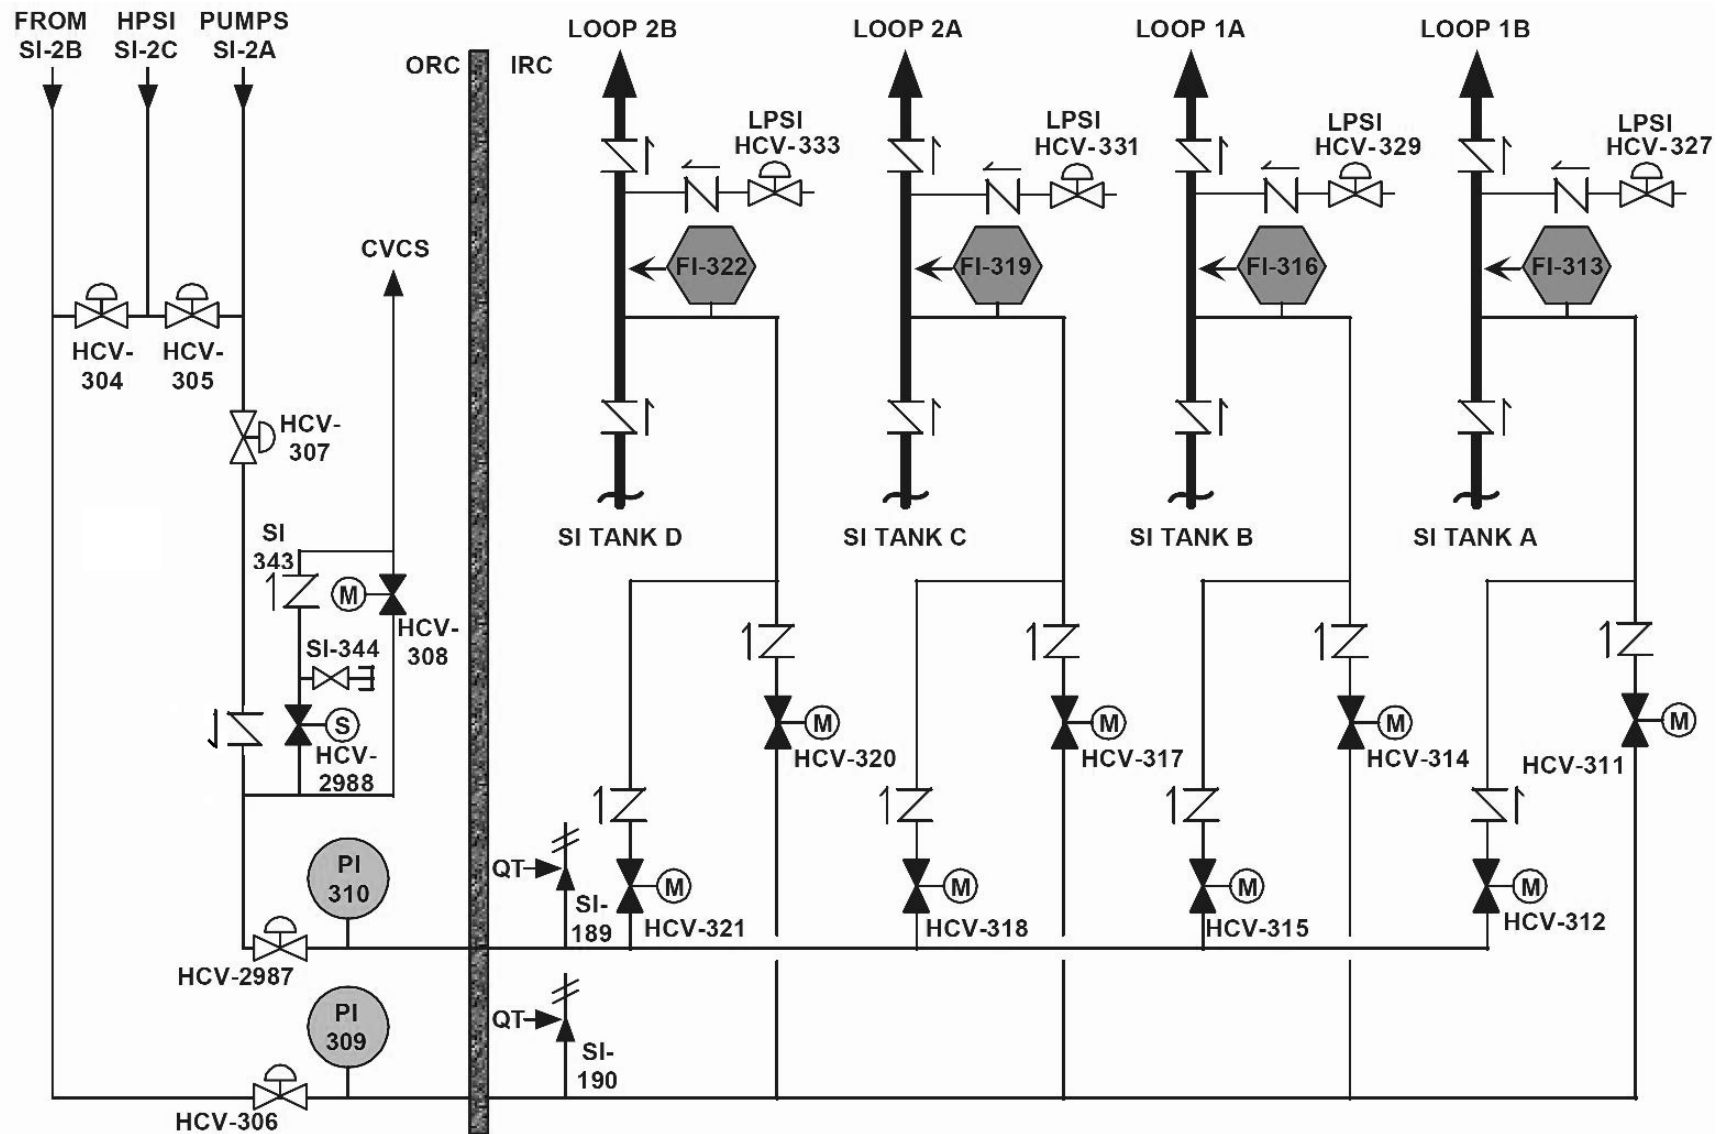 FROM HPSI PUMPS
SI-2B SI-2C SI-2A
ORC IRC
LOOP 2B LOOP 2A LOOP 1A LOOP 1B
LPSI
HCV-333
LPSI
HCV-331
LPSI
HCV-329
LPSI
HCV-327
CVCS
FI-322 FI-319 FI-316 FI-313
HCV-
304
HCV-
305
HCV-
307
SI TANK D SI TANK C SI TANK B SI TANK A
SI
343
M
HCV-
308
SI-344
S
HCV-
2988
M
HCV-320
M
HCV-317
M
HCV-314
M
HCV-311
PI
310
QT
SI-
189
M
HCV-321
M
HCV-318
M
HCV-315
M
HCV-312
HCV-2987
PI
309
QT
SI-
190
HCV-306